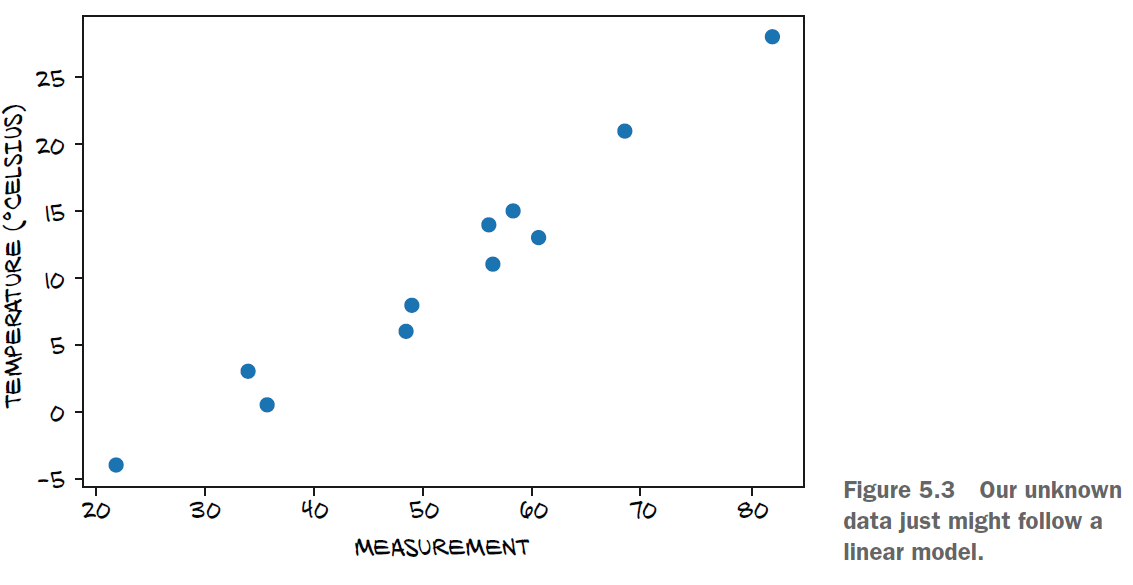 TEMPERATURE (°CELSIUS)
25
20
15
10
5
0
-5
20 30 40 50 60 70 80
MEASUREMENT
Figure 5.3 Our unknown
data just might follow a
linear model.